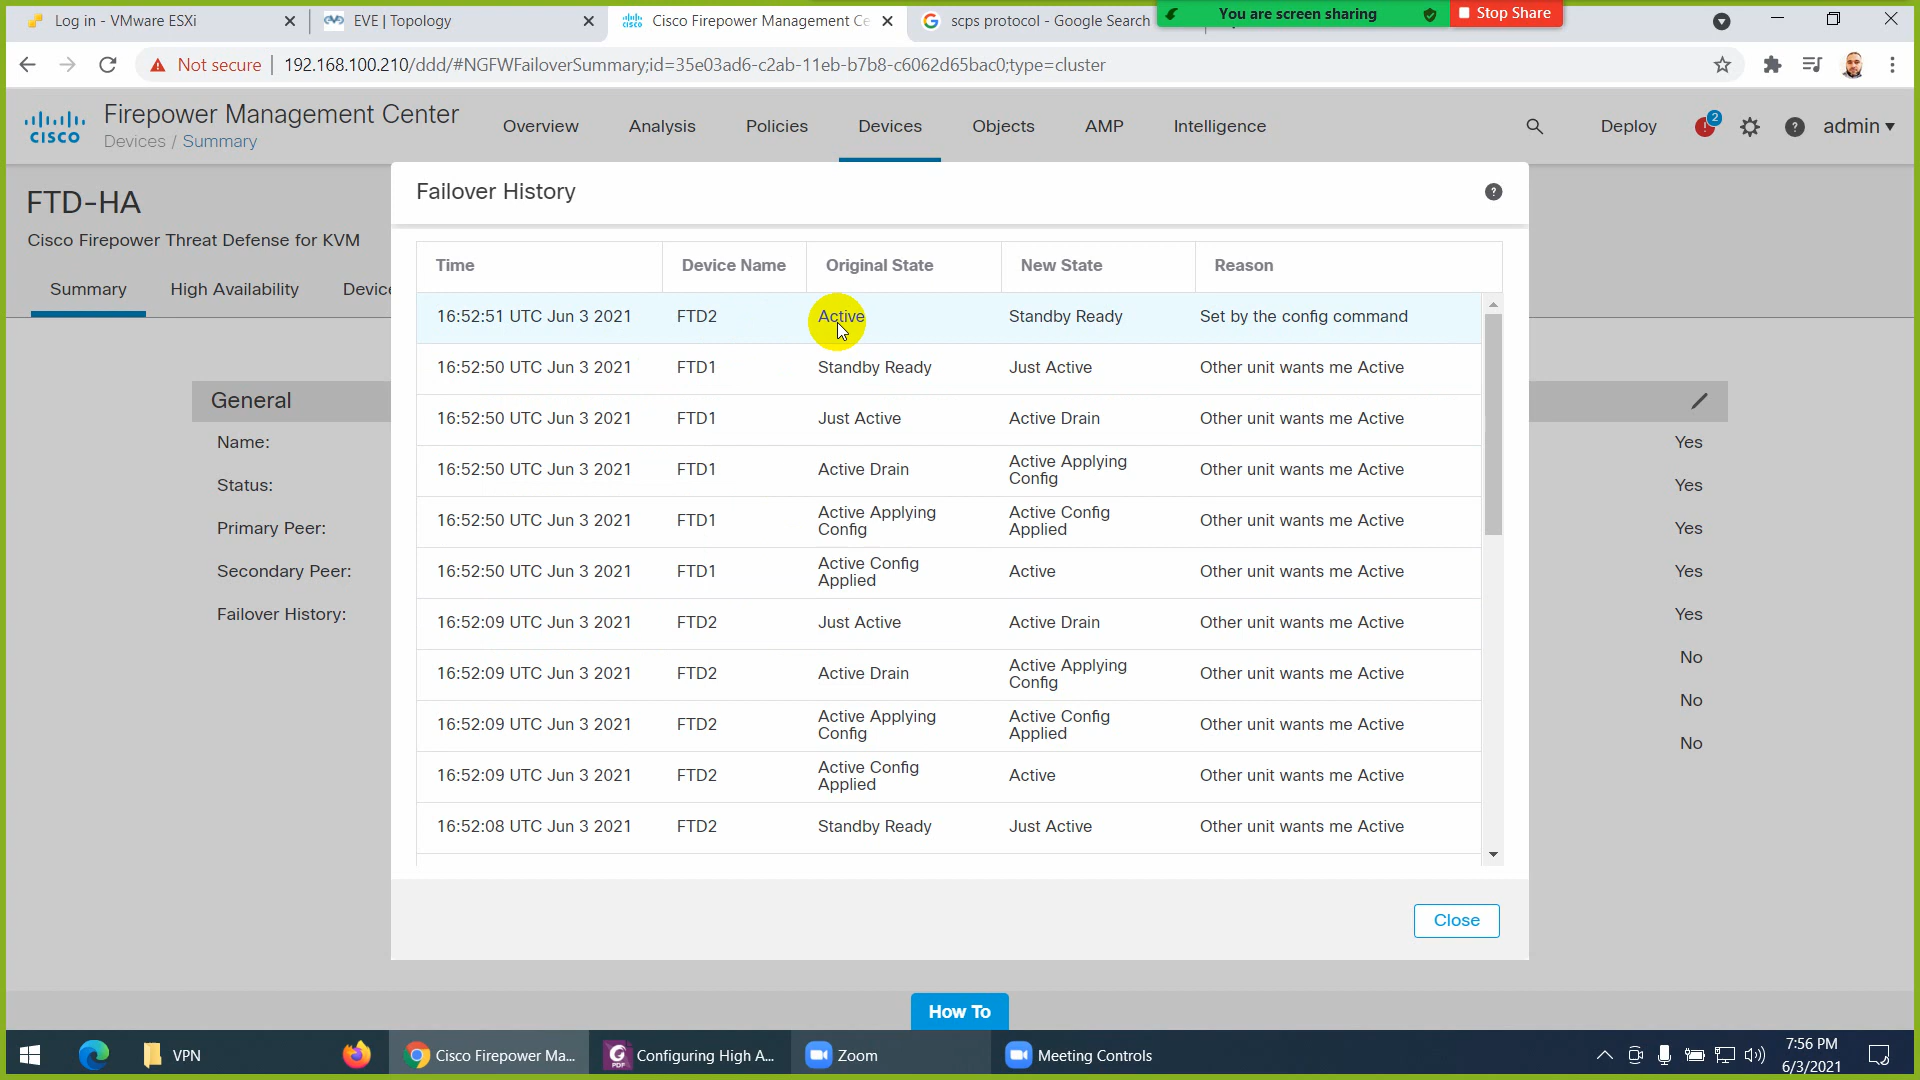 Log in - VMware ESXi
EVE | Topology
Cisco Firepower Management Ce
scps protocol - Google Search
You are screen sharing
Stop Share
Not secure
192.168.100.210/ddd/#NGFWFailoverSummary;id=35e03ad6-c2ab-11eb-b7b8-c6062d65bac0;type=cluster
CISCO
Firepower Management Center
Devices / Summary
Overview
Analysis
Policies
Devices
Objects
AMP
Intelligence
Deploy
2
admin
FTD-HA
Cisco Firepower Threat Defense for KVM
Summary
High Availability
Device
General
Name:
Status:
Primary Peer:
Secondary Peer:
Failover History:
Failover History
Time Device Name Original State New State Reason
16:52:51 UTC Jun 3 2021 FTD2 Active Standby Ready Set by the config command
16:52:50 UTC Jun 3 2021 FTD1 Standby Ready Just Active Other unit wants me Active
16:52:50 UTC Jun 3 2021 FTD1 Just Active Active Drain Other unit wants me Active
16:52:50 UTC Jun 3 2021 FTD1 Active Drain Active Applying Config Other unit wants me Active
16:52:50 UTC Jun 3 2021 FTD1 Active Applying Config Active Config Applied Other unit wants me Active
16:52:50 UTC Jun 3 2021 FTD1 Active Config Applied Active Other unit wants me Active
16:52:09 UTC Jun 3 2021 FTD2 Just Active Active Drain Other unit wants me Active
16:52:09 UTC Jun 3 2021 FTD2 Active Drain Active Applying Config Other unit wants me Active
16:52:09 UTC Jun 3 2021 FTD2 Active Applying Config Active Config Applied Other unit wants me Active
16:52:09 UTC Jun 3 2021 FTD2 Active Config Applied Active Other unit wants me Active
16:52:08 UTC Jun 3 2021 FTD2 Standby Ready Just Active Other unit wants me Active
Close
Yes
Yes
Yes
Yes
Yes
No
No
No
How To
VPN
Cisco Firepower Ma...
Configuring High A...
Zoom
Meeting Controls
7:56 PM
6/3/2021